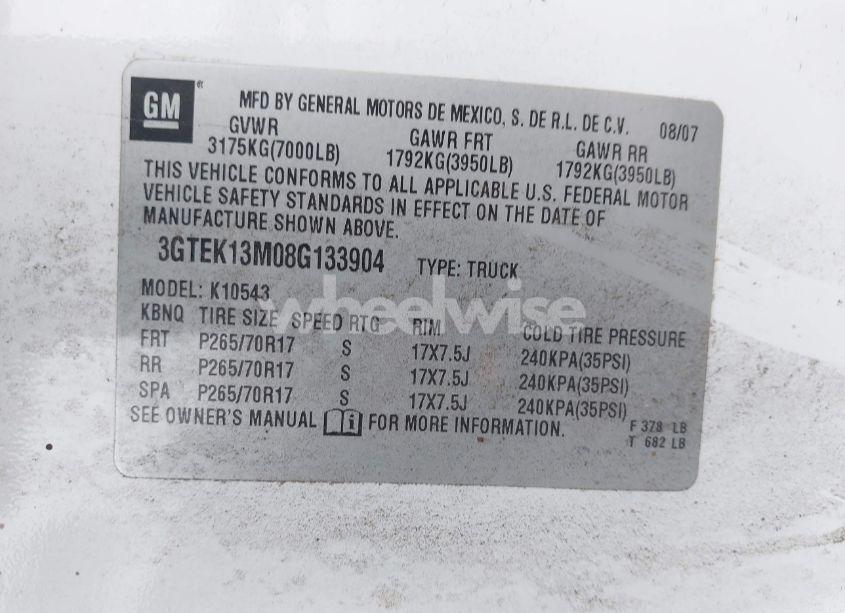 GM
MFD BY GENERAL MOTORS DE MEXICO, S. DE R.L. DE C.V. 08/07
GVWR GAWR FRT GAWR RR
3175KG(7000LB) 1792KG(3950LB) 1792KG(3950LB)
THIS VEHICLE CONFORMS TO ALL APPLICABLE U.S. FEDERAL MOTOR
VEHICLE SAFETY STANDARDS IN EFFECT ON THE DATE OF
MANUFACTURE SHOWN ABOVE.
3GTEK13M08G133904 TYPE: TRUCK
MODEL: K10543
wheelwise
KBNQ TIRE SIZE SPEED RTG RIM COLD TIRE PRESSURE
FRT P265/70R17 S 17X7.5J 240KPA(35PSI)
RR P265/70R17 S 17X7.5J 240KPA(35PSI)
SPA P265/70R17 S 17X7.5J 240KPA(35PSI)
SEE OWNER'S MANUAL i FOR MORE INFORMATION.
F 378 LB
T 682 LB